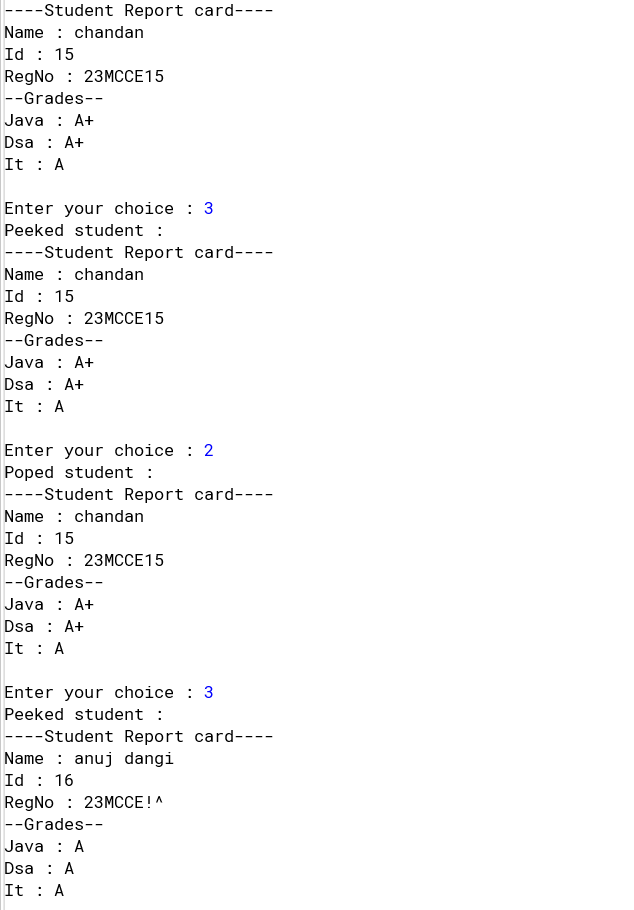 ----Student Report card----
Name : chandan
Id : 15
RegNo : 23MCCE15
--Grades--
Java : A+
Dsa : A+
It : A

Enter your choice : 3
Peeked student :
----Student Report card----
Name : chandan
Id : 15
RegNo : 23MCCE15
--Grades--
Java : A+
Dsa : A+
It : A

Enter your choice : 2
Poped student :
----Student Report card----
Name : chandan
Id : 15
RegNo : 23MCCE15
--Grades--
Java : A+
Dsa : A+
It : A

Enter your choice : 3
Peeked student :
----Student Report card----
Name : anuj dangi
Id : 16
RegNo : 23MCCE!^
--Grades--
Java : A
Dsa : A
It : A